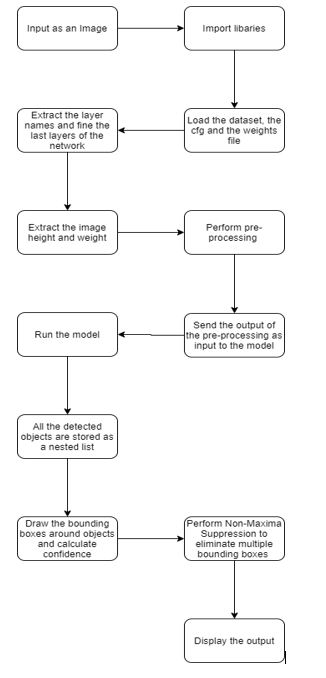 Input as an Image
Import libaries
Load the dataset, the
cfg and the weights
file
Extract the layer
names and fine the
last layers of the
network
Extract the image
height and weight
Perform pre-
processing
Send the output of
the pre-processing as
input to the model
Run the model
All the detected
objects are stored as
a nested list
Draw the bounding
boxes around objects
and calculate
confidence
Perform Non-Maxima
Suppression to
eliminate multiple
bounding boxes
Display the output